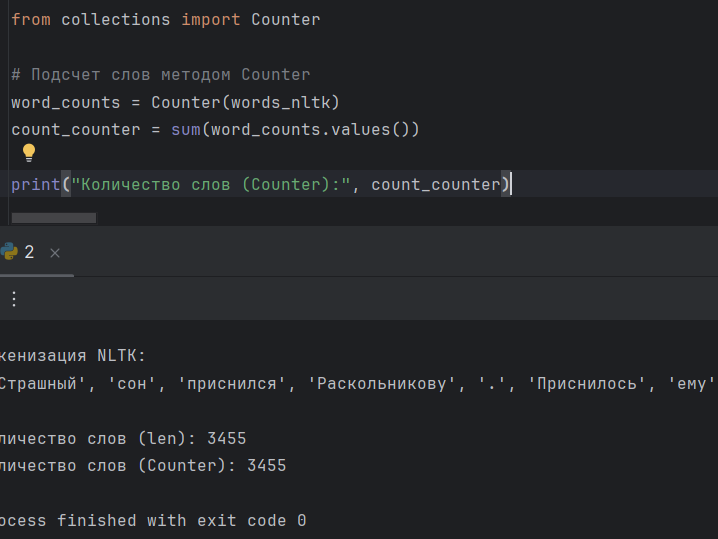 from collections import Counter
# Подсчет слов методом Counter
word_counts = Counter(words_nltk)
count_counter = sum(word_counts.values())
print("Количество слов (Counter):", count_counter)
2 ×
кенизация NLTK:
Страшный', 'сон', 'приснился', 'Раскольникову', '.', 'Приснилось', 'ему'
личество слов (len): 3455
личество слов (Counter): 3455
ocess finished with exit code 0